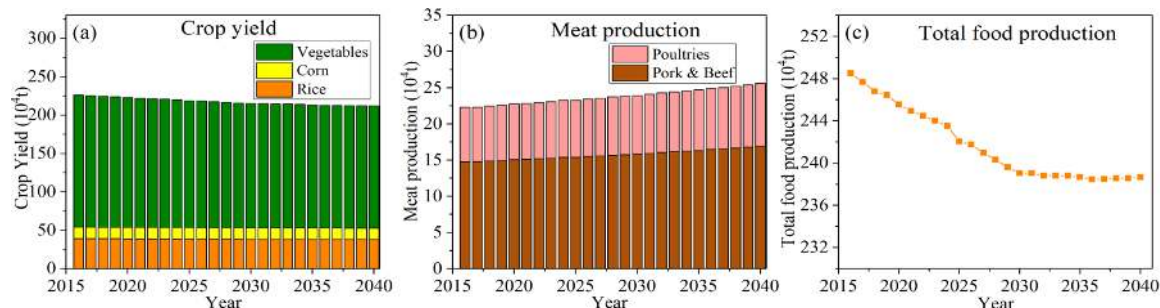 (a) Crop yield
Vegetables
Corn
Rice
Crop Yield (10⁴t)
300
250
200
150
100
50
0
2015 2020 2025 2030 2035 2040
Year
(b) Meat production
Poultries
Pork & Beef
Meat production (10⁴t)
35
30
25
20
15
10
5
0
2015 2020 2025 2030 2035 2040
Year
(c) Total food production
Total food production (10⁴t)
252
248
244
240
236
232
2015 2020 2025 2030 2035 2040
Year